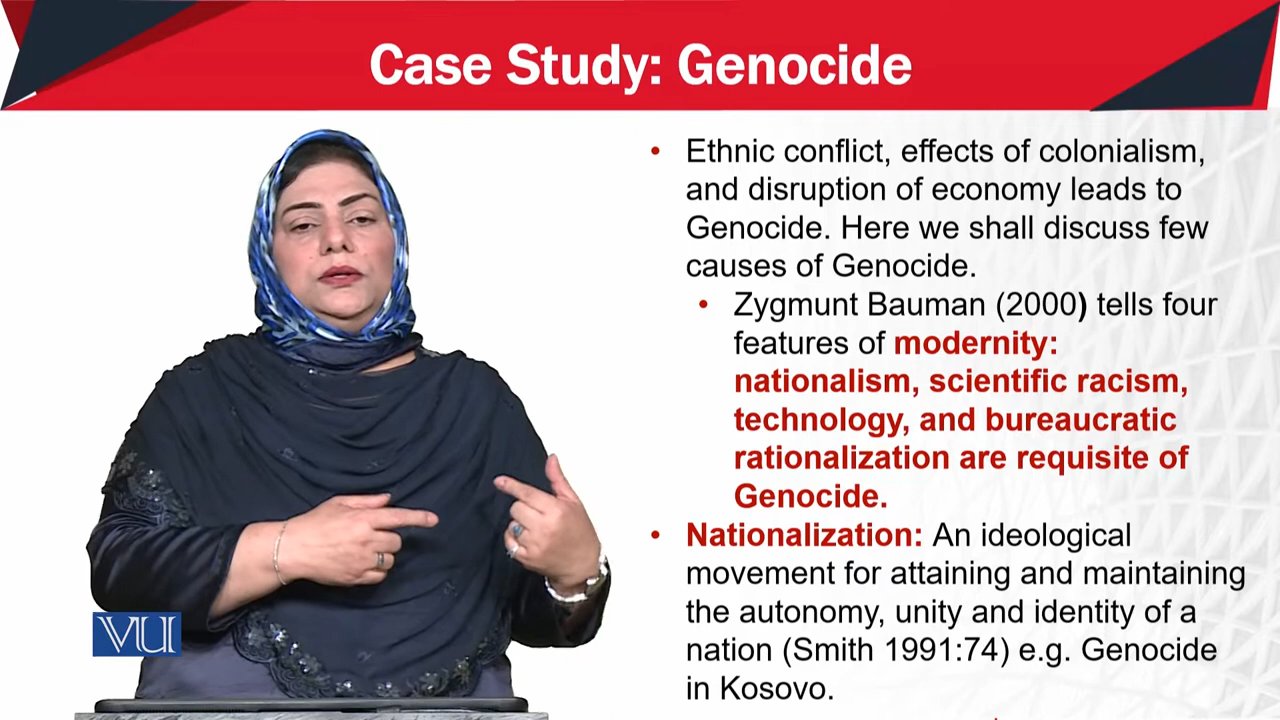 Case Study: Genocide
• Ethnic conflict, effects of colonialism,
and disruption of economy leads to
Genocide. Here we shall discuss few
causes of Genocide.
• Zygmunt Bauman (2000) tells four
features of modernity:
nationalism, scientific racism,
technology, and bureaucratic
rationalization are requisite of
Genocide.
• Nationalization: An ideological
movement for attaining and maintaining
the autonomy, unity and identity of a
nation (Smith 1991:74) e.g. Genocide
in Kosovo.
VU